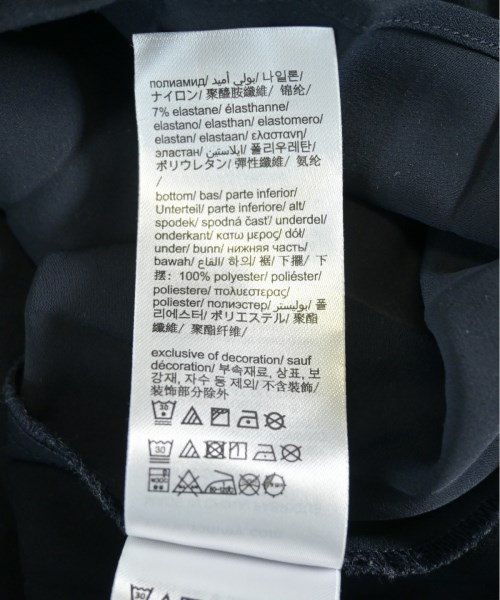 полиамид/ بولي أميد/ 나일론/
ナイロン/ 聚醯胺纖維/ 锦纶/
7% elastane/ élasthanne/
elastano/ elasthan/ elastomero/
elastan/ elastaan/ ελαστανη/
эластан/ ايلاستين/ 폴리우레탄/
ポリウレタン/ 彈性纖維/ 氨纶
/
bottom/ bas/ parte inferior/
Unterteil/ parte inferiore/ alt/
spodek/ spodná časť/ underdel/
onderkant/ κατω μερος/ dół/
under/ bunn/ нижняя часть/
bawah/ القاع/ 하의/ 裾/ 下擺/ 下
摆: 100% polyester/ poliéster/
poliestere/ πολυεστερας/
poliester/ полиэстер/ بوليستر/ 폴
리에스터/ ポリエステル/ 聚酯
纖維/ 聚酯纤维/
exclusive of decoration/ sauf
décoration/ 부속재료, 상표, 보
강재, 자수 등 제외/ 不含裝飾/
装饰部分除外
30
30